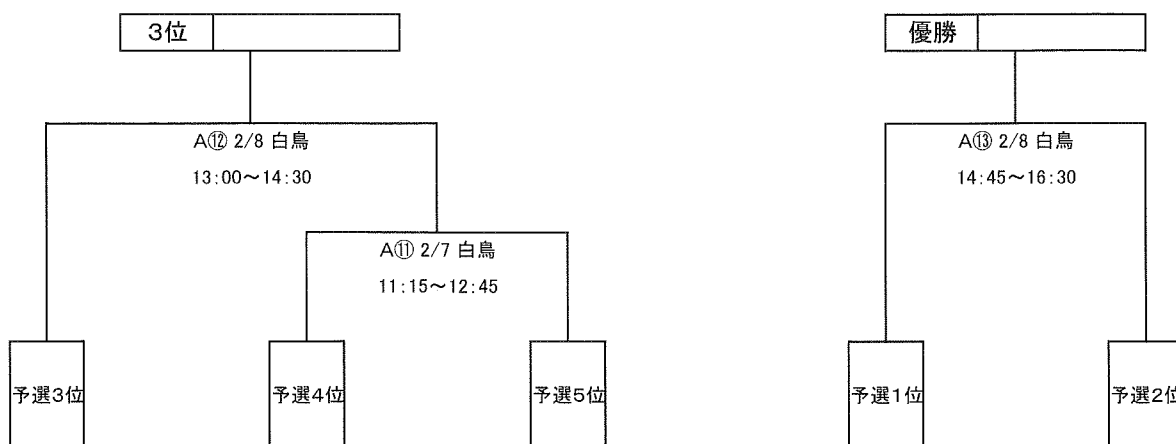 3位
優勝
A⑫ 2/8 白鳥
13:00～14:30
A⑬ 2/8 白鳥
14:45～16:30
A⑪ 2/7 白鳥
11:15～12:45
予選3位
予選4位
予選5位
予選1位
予選2位